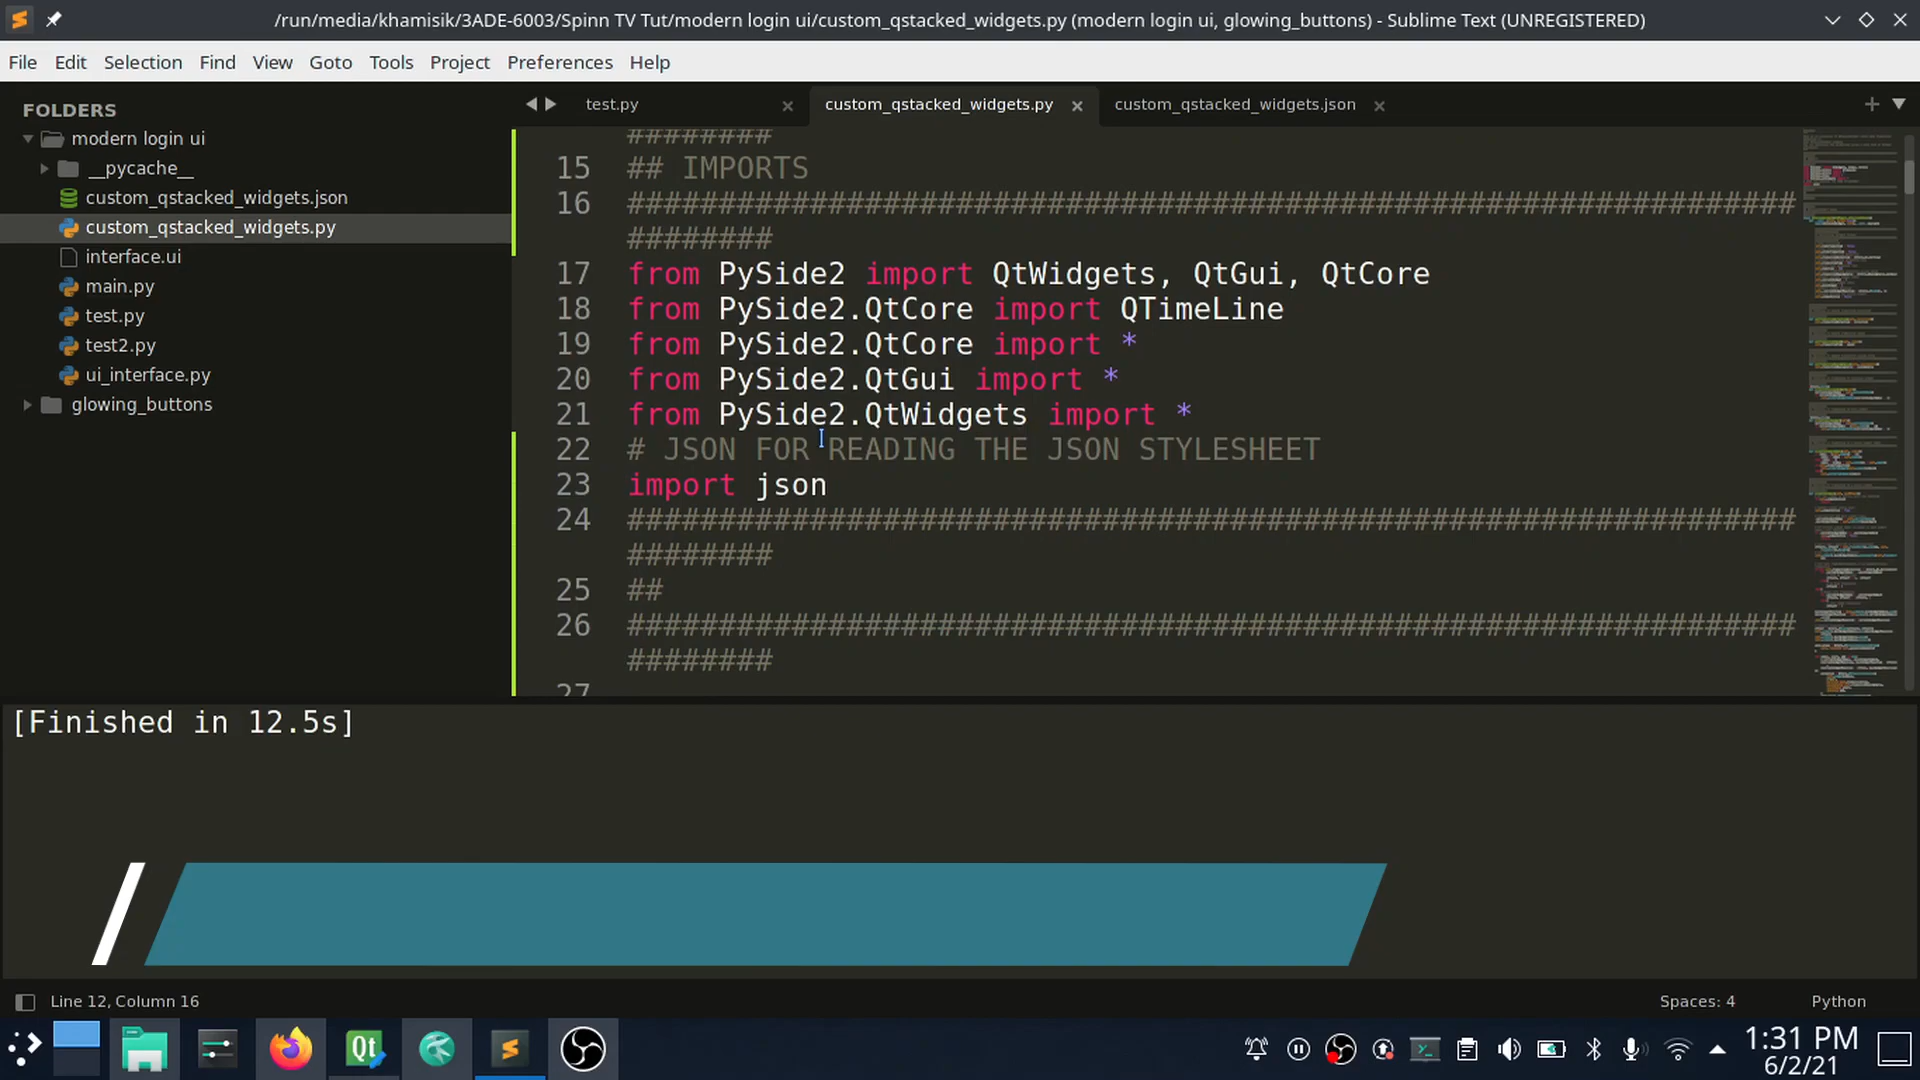 /run/media/khamisik/3ADE-6003/Spinn TV Tut/modern login ui/custom_qstacked_widgets.py (modern login ui, glowing_buttons) - Sublime Text (UNREGISTERED)
File Edit Selection Find View Goto Tools Project Preferences Help
FOLDERS
modern login ui
__pycache__
custom_qstacked_widgets.json
custom_qstacked_widgets.py
interface.ui
main.py
test.py
test2.py
ui_interface.py
glowing_buttons
test.py custom_qstacked_widgets.py custom_qstacked_widgets.json
########
15 ## IMPORTS
16 ################################################################
########
17 from PySide2 import QtWidgets, QtGui, QtCore
18 from PySide2.QtCore import QTimeLine
19 from PySide2.QtCore import *
20 from PySide2.QtGui import *
21 from PySide2.QtWidgets import *
22 # JSON FOR READING THE JSON STYLESHEET
23 import json
24 ################################################################
########
25 ##
26 ################################################################
########
27
[Finished in 12.5s]
Line 12, Column 16
Spaces: 4
Python
Qt
1:31 PM
6/2/21